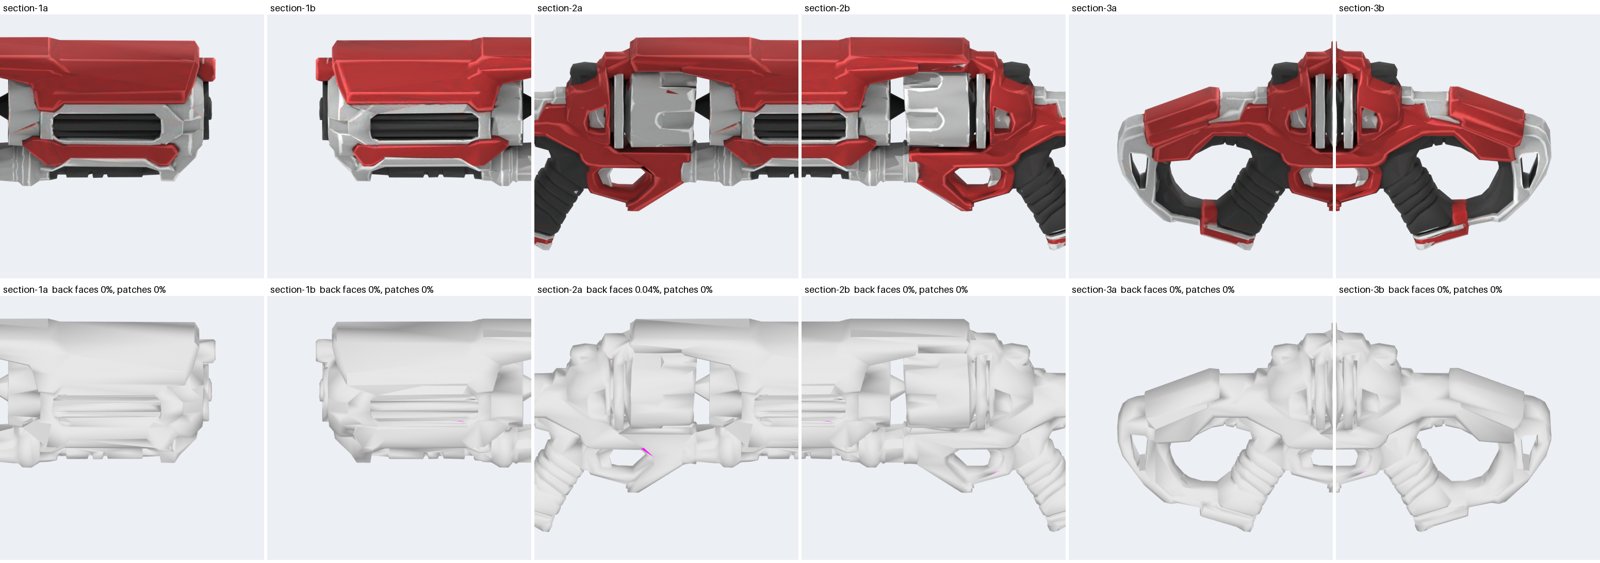 section-1a
section-1b
section-2a
section-2b
section-3a
section-3b
section-1a back faces 0%, patches 0%
section-1b back faces 0%, patches 0%
section-2a back faces 0.04%, patches 0%
section-2b back faces 0%, patches 0%
section-3a back faces 0%, patches 0%
section-3b back faces 0%, patches 0%